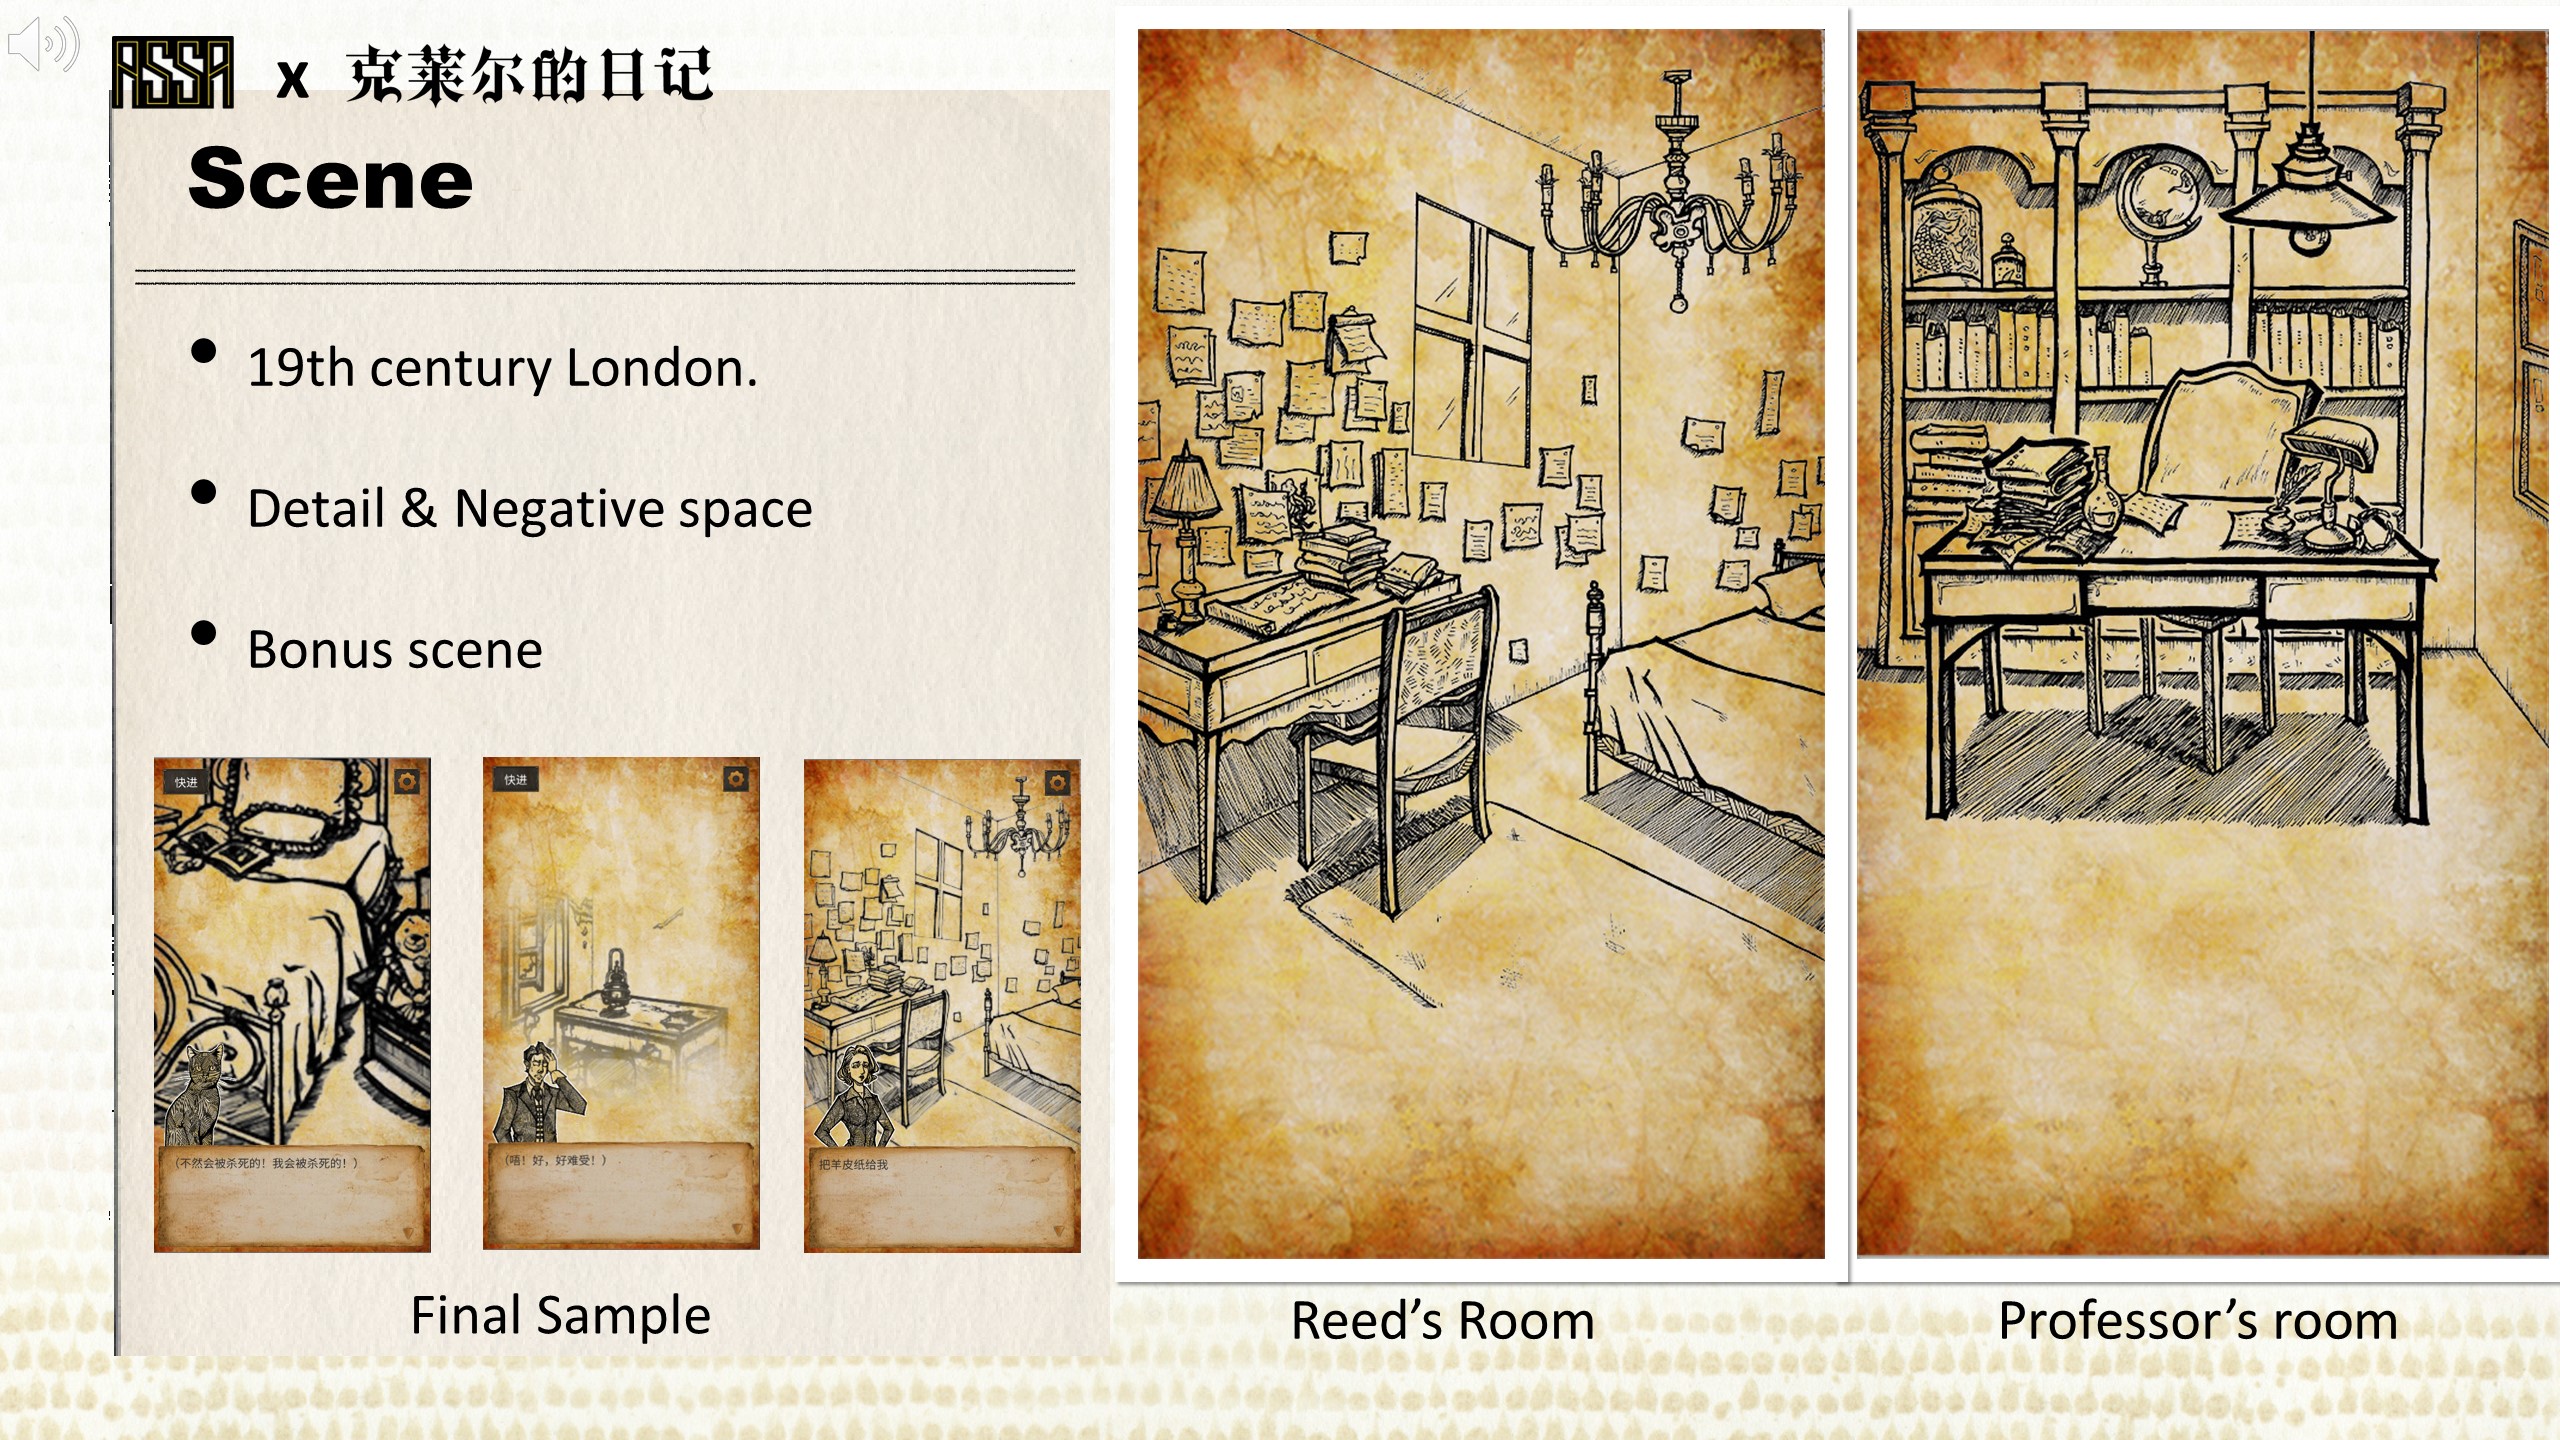 ASSA x 克莱尔的日记
Scene
19th century London.
Detail & Negative space
Bonus scene
快进
（不然会被杀死的！我会被杀死的！）
快进
（唔！好，好难受！）
把羊皮纸给我
Final Sample
Reed’s Room
Professor’s room